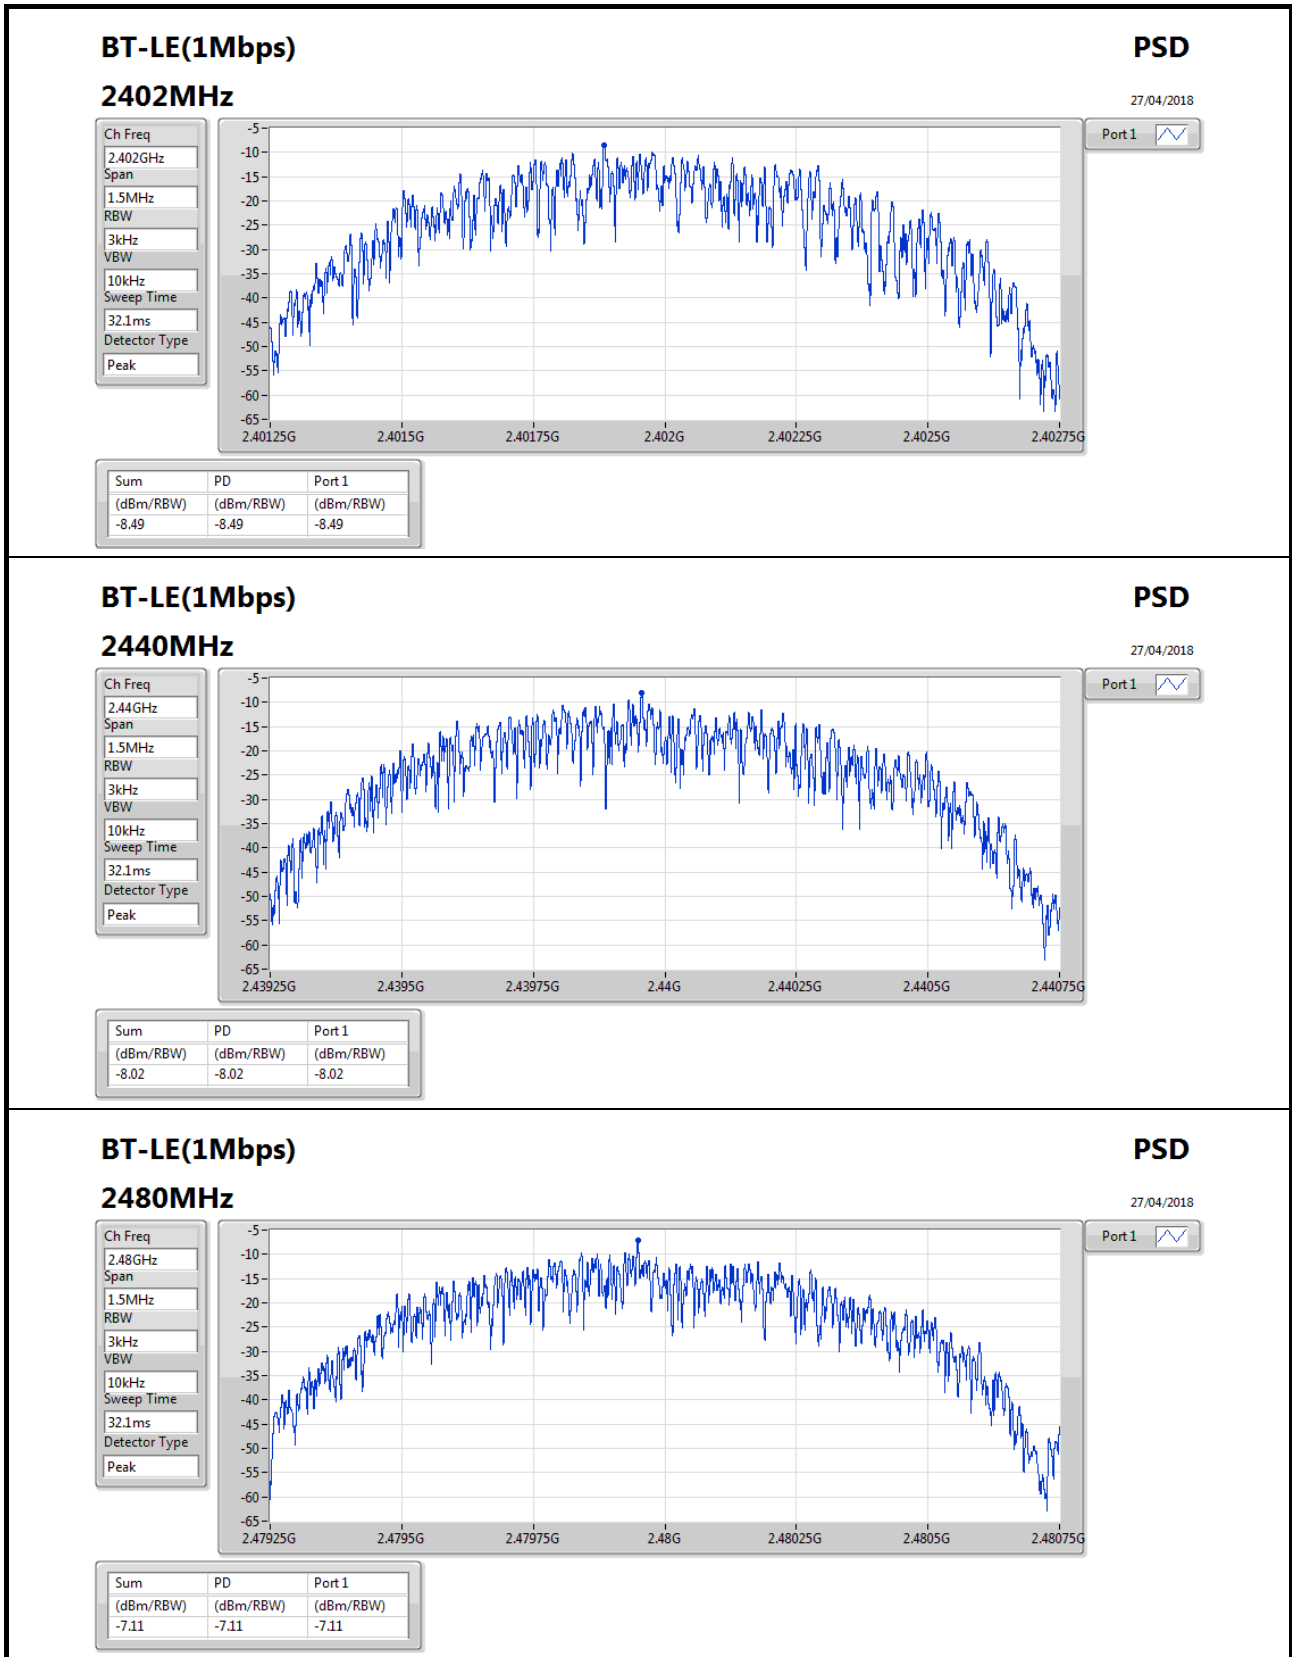 BT-LE(1Mbps) PSD
2402MHz 27/04/2018
Ch Freq
2.402GHz
Span
1.5MHz
RBW
3kHz
VBW
10kHz
Sweep Time
32.1ms
Detector Type
Peak
-5
-10
-15
-20
-25
-30
-35
-40
-45
-50
-55
-60
-65
2.40125G 2.4015G 2.40175G 2.402G 2.40225G 2.4025G 2.40275G
Port 1
Sum PD Port 1
(dBm/RBW) (dBm/RBW) (dBm/RBW)
-8.49 -8.49 -8.49
BT-LE(1Mbps) PSD
2440MHz 27/04/2018
Ch Freq
2.44GHz
Span
1.5MHz
RBW
3kHz
VBW
10kHz
Sweep Time
32.1ms
Detector Type
Peak
-5
-10
-15
-20
-25
-30
-35
-40
-45
-50
-55
-60
-65
2.43925G 2.4395G 2.43975G 2.44G 2.44025G 2.4405G 2.44075G
Port 1
Sum PD Port 1
(dBm/RBW) (dBm/RBW) (dBm/RBW)
-8.02 -8.02 -8.02
BT-LE(1Mbps) PSD
2480MHz 27/04/2018
Ch Freq
2.48GHz
Span
1.5MHz
RBW
3kHz
VBW
10kHz
Sweep Time
32.1ms
Detector Type
Peak
-5
-10
-15
-20
-25
-30
-35
-40
-45
-50
-55
-60
-65
2.47925G 2.4795G 2.47975G 2.48G 2.48025G 2.4805G 2.48075G
Port 1
Sum PD Port 1
(dBm/RBW) (dBm/RBW) (dBm/RBW)
-7.11 -7.11 -7.11